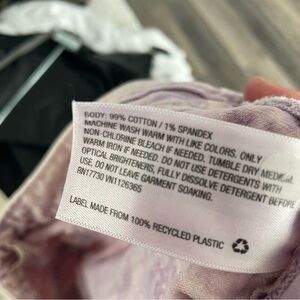 BODY: 99% COTTON / 1% SPANDEX
MACHINE WASH WARM WITH LIKE COLORS. ONLY
NON-CHLORINE BLEACH IF NEEDED. TUMBLE DRY MEDIUM.
WARM IRON IF NEEDED. DO NOT USE DETERGENTS WITH
OPTICAL BRIGHTENERS, FULLY DISSOLVE DETERGENT BEFORE
USE. DO NOT LEAVE GARMENT SOAKING.
RN17730 VN1126365
LABEL MADE FROM 100% RECYCLED PLASTIC